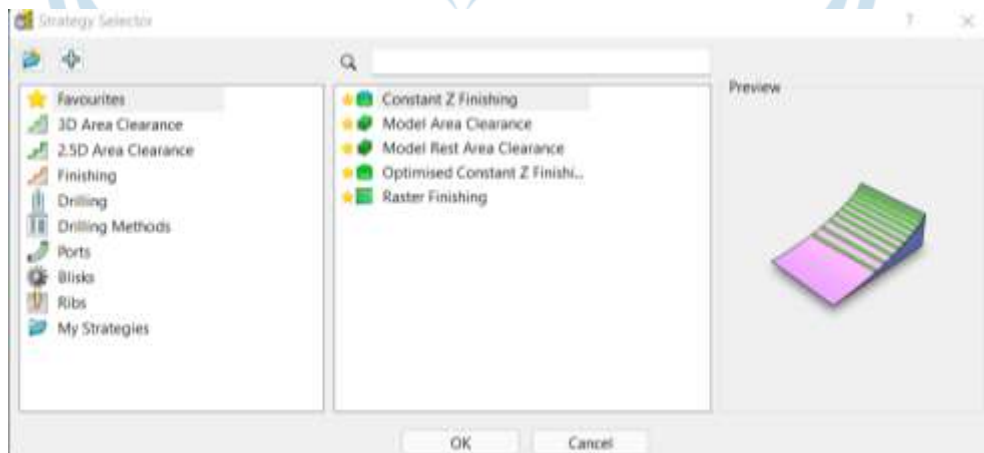 Strategy Selector
?
Favourites
3D Area Clearance
2.5D Area Clearance
Finishing
Drilling
Drilling Methods
Ports
Blisks
Ribs
My Strategies
Constant Z Finishing
Model Area Clearance
Model Rest Area Clearance
Optimised Constant Z Finishi...
Raster Finishing
Preview
OK
Cancel